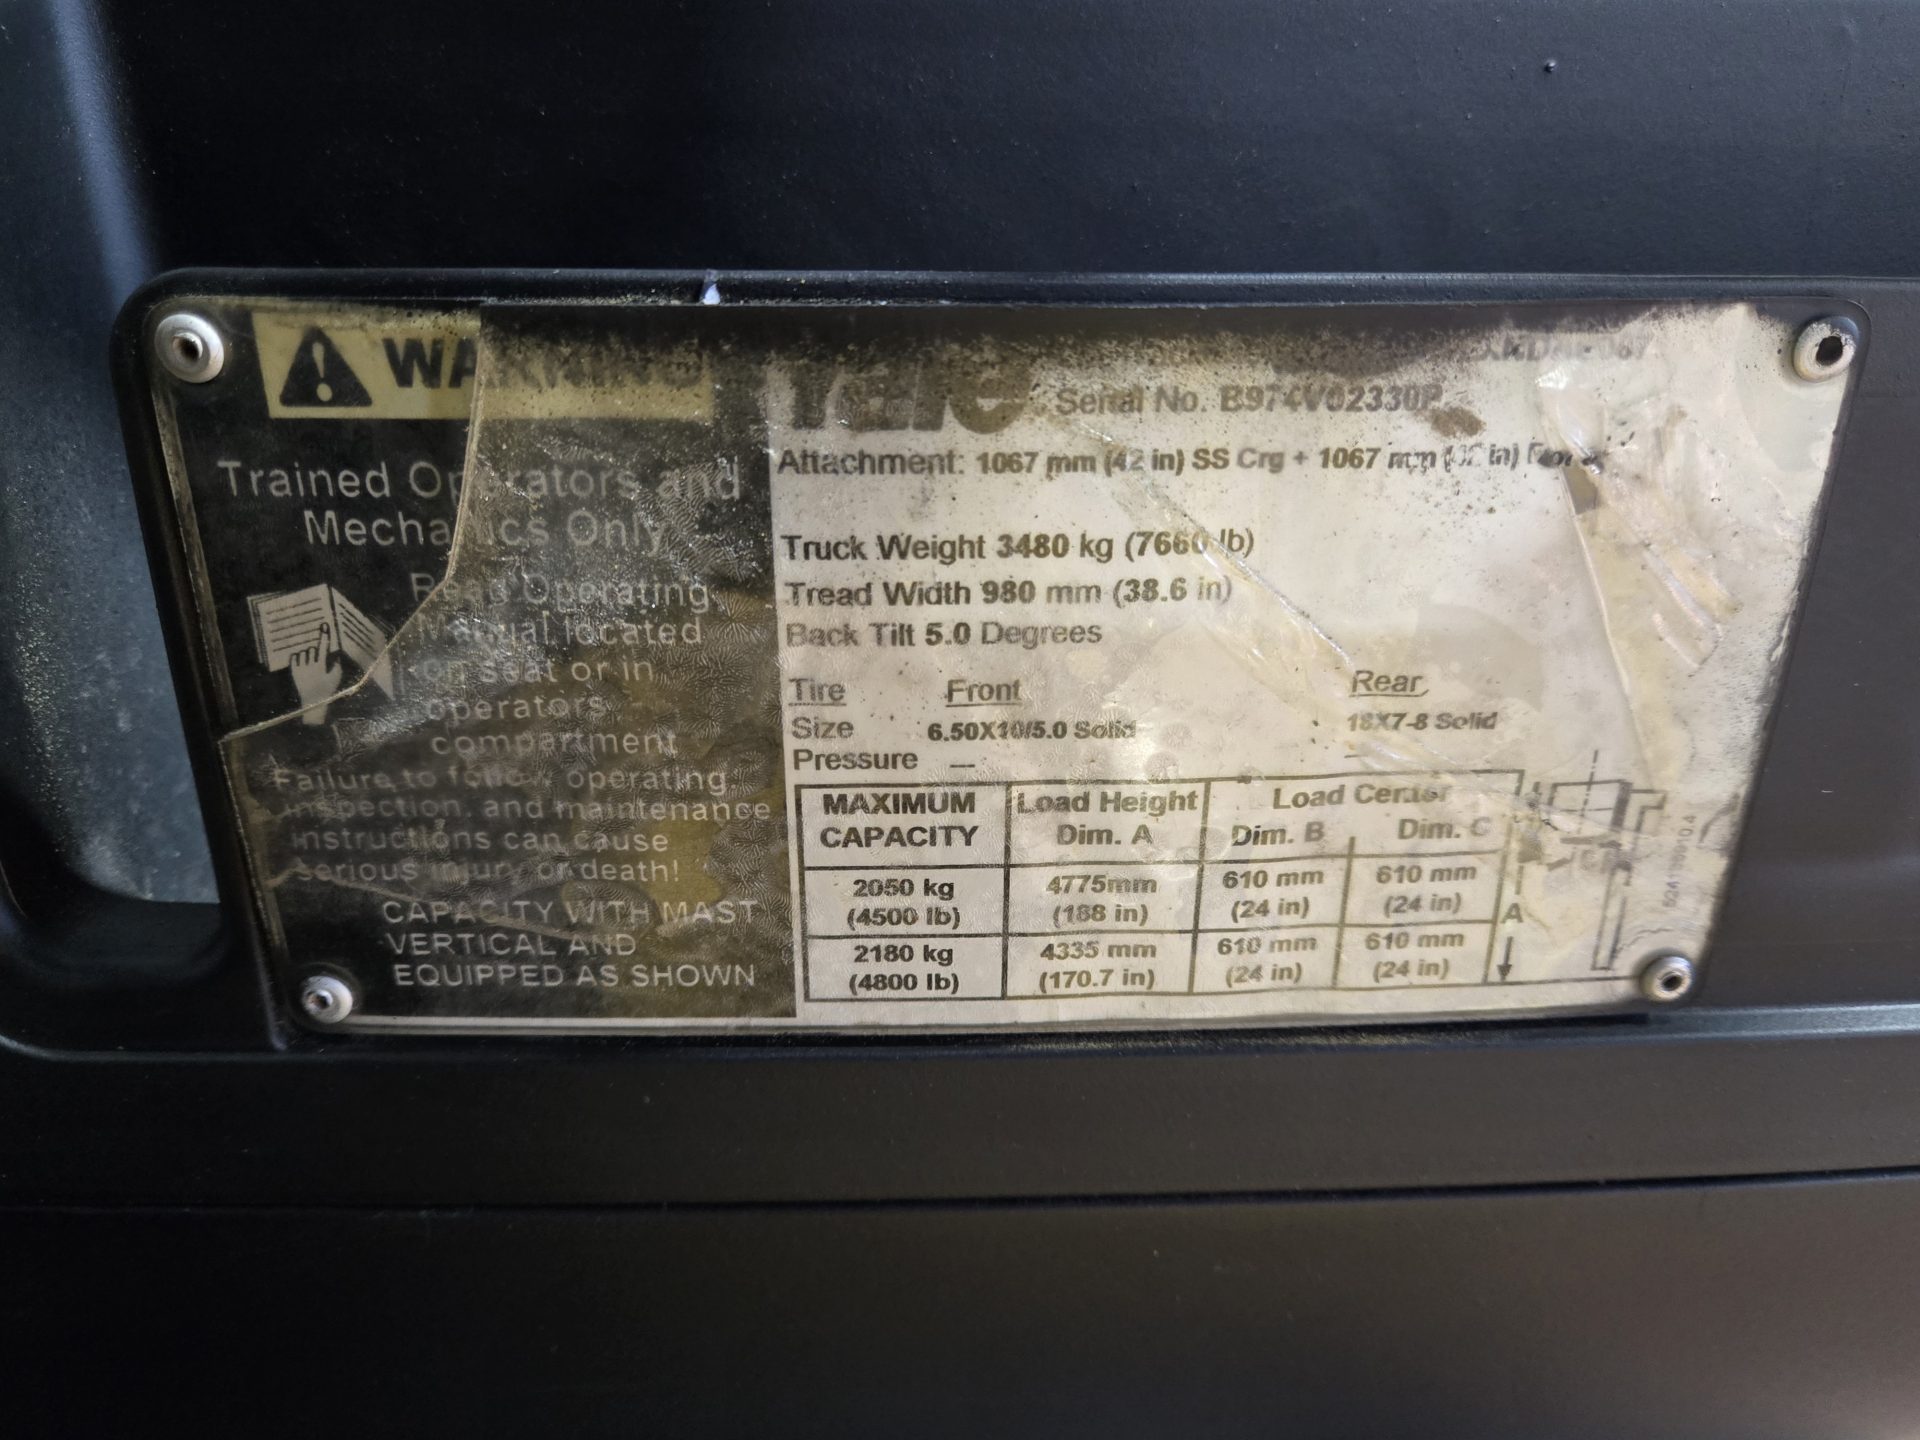 WARNING
Trained Operators and
Mechanics Only
Read Operating
Manual located
on seat or in
operators
compartment
Failure to follow operating
inspection, and maintenance
instructions can cause
serious injury or death!
CAPACITY WITH MAST
VERTICAL AND
EQUIPPED AS SHOWN
Yale
Serial No. B974V02330P
Attachment: 1067 mm (42 in) SS Crg + 1067 mm in)
Truck Weight 3480 kg (7660 lb)
Tread Width 980 mm (38.6 in)
Back Tilt 5.0 Degrees
Tire Front Rear
Size 6.50X10/5.0 Solid 18X7-8 Solid
Pressure —
MAXIMUM CAPACITY Load Height Dim. A Load Center Dim. B Dim. C
2050 kg 4775mm 610 mm 610 mm
(4500 lb) (188 in) (24 in) (24 in)
2180 kg 4335 mm 610 mm 610 mm
(4800 lb) (170.7 in) (24 in) (24 in)
A